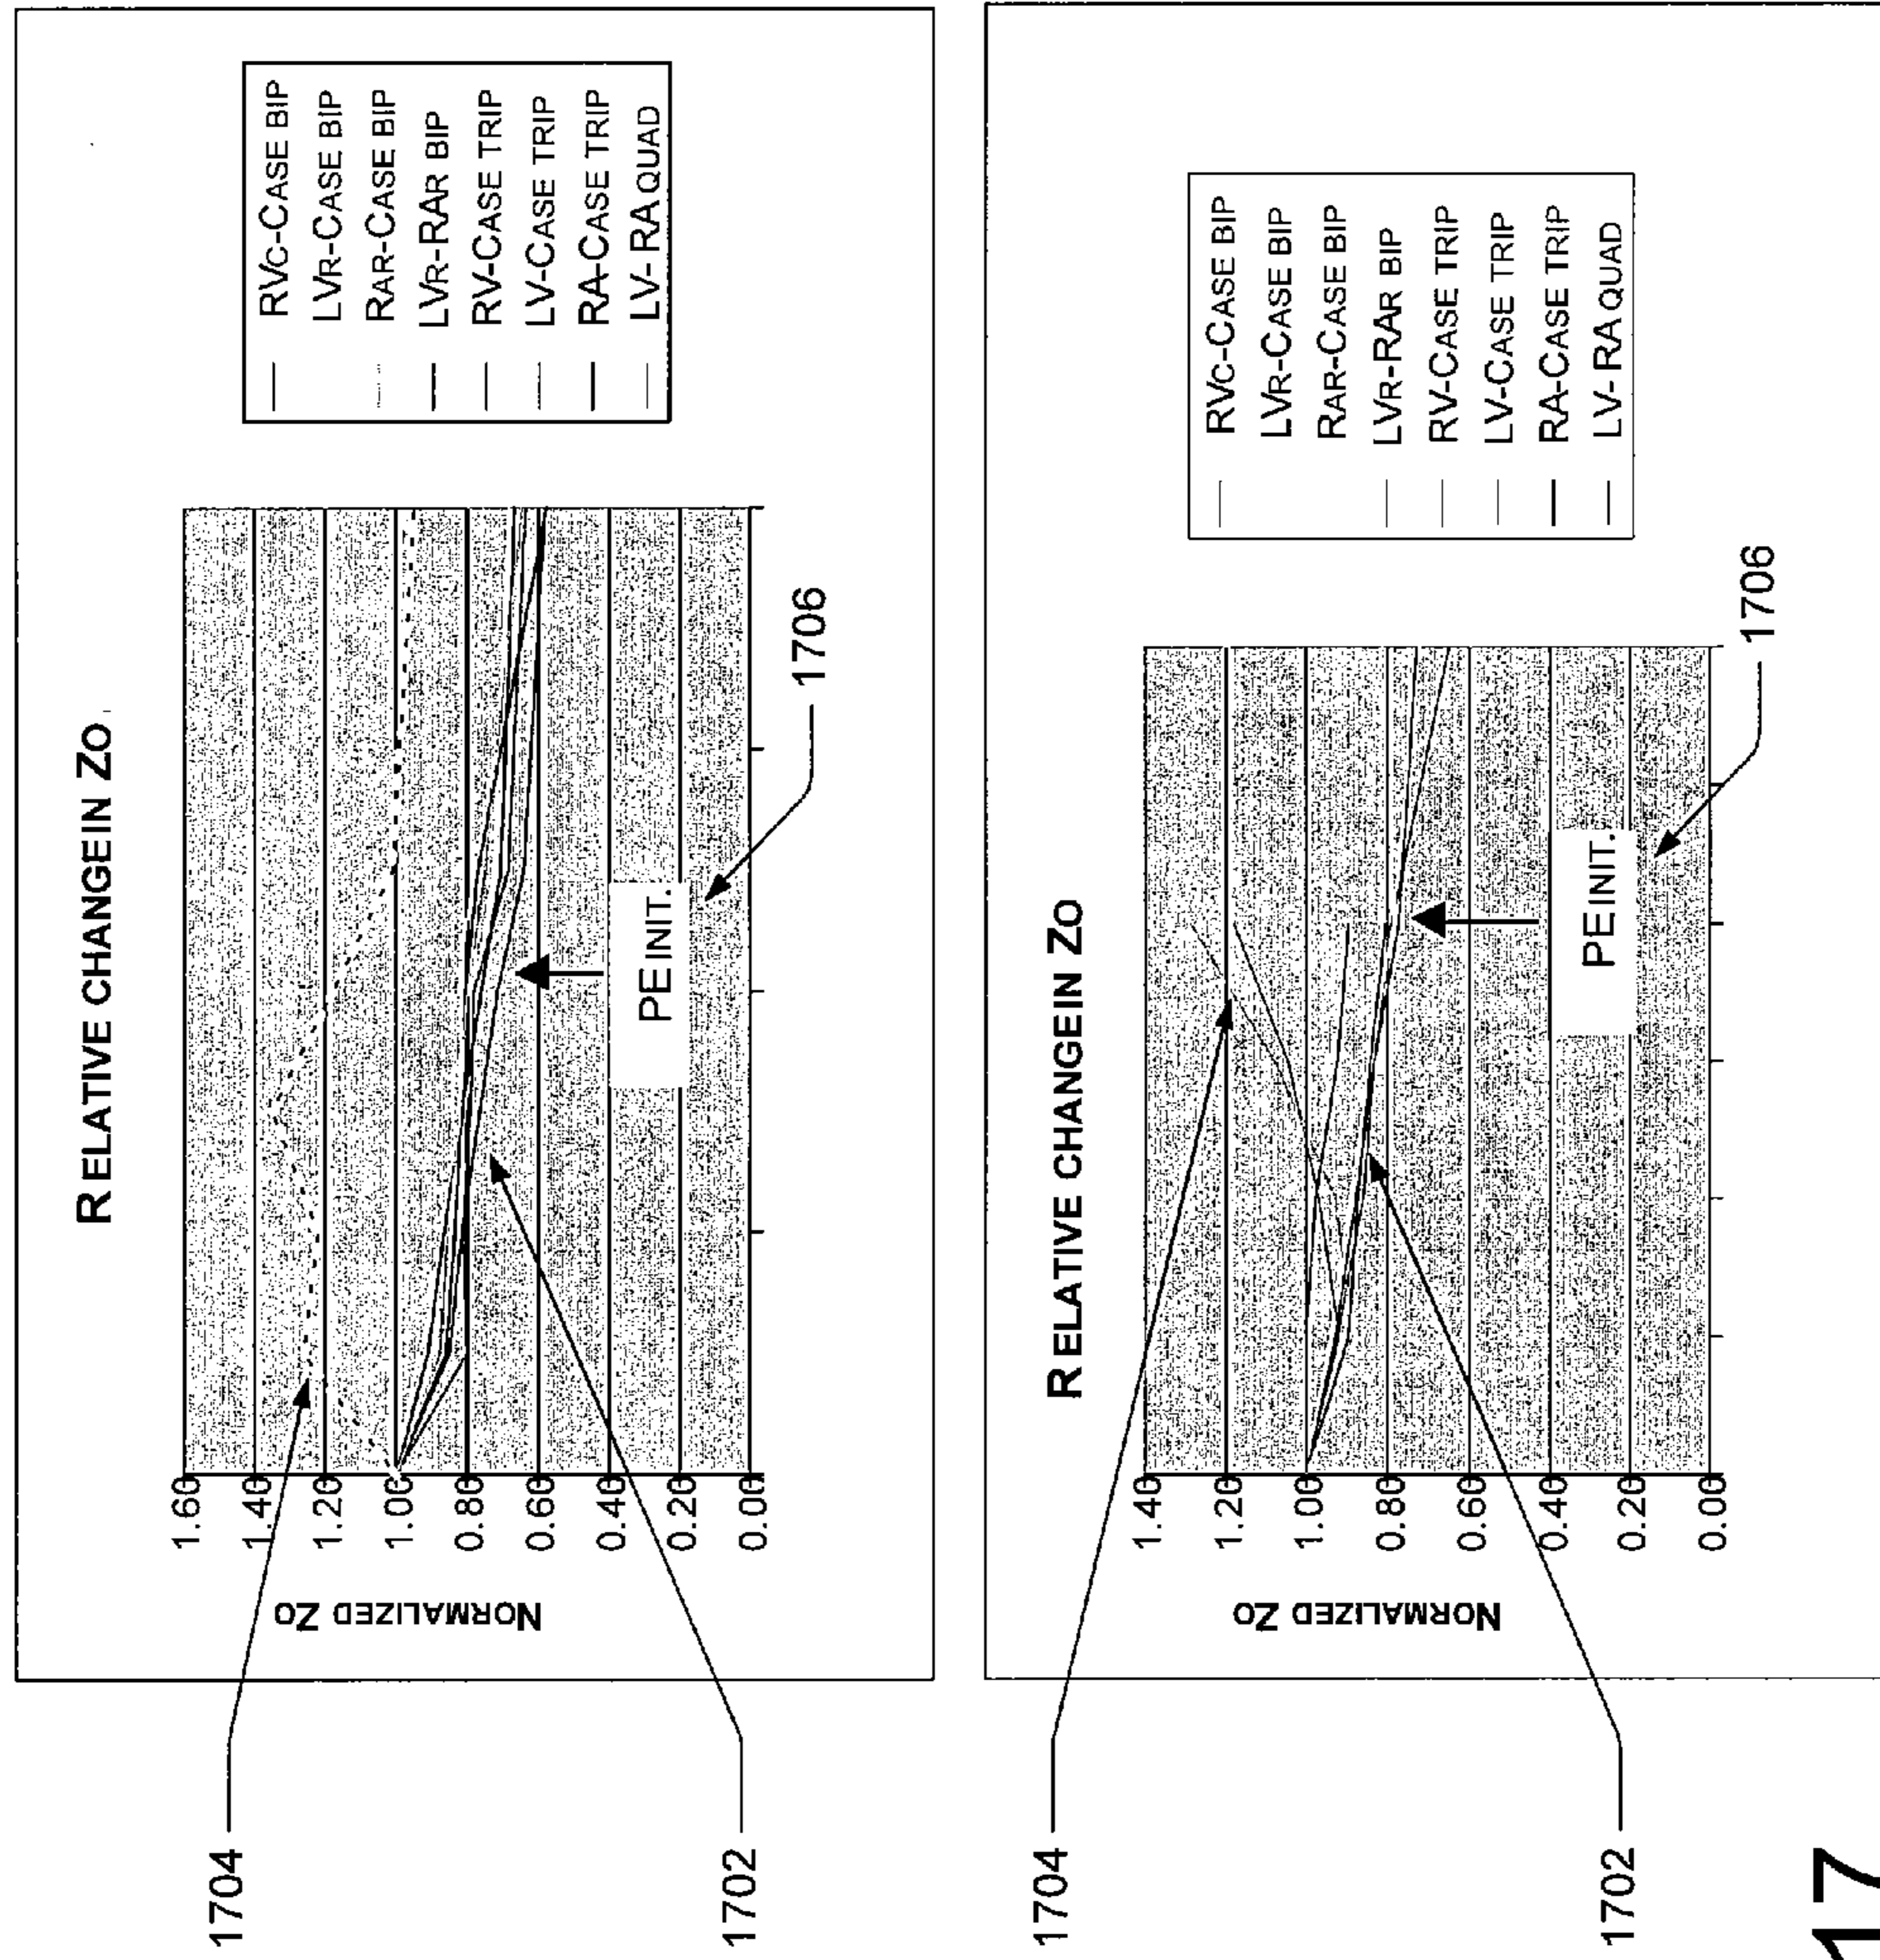 RELATIVE CHANGEIN ZO
NORMALIZED ZO
1.60
1.40
1.20
1.00
0.80
0.60
0.40
0.20
0.00
PEINIT.
RVC-CASE BIP
LVR-CASE BIP
RAR-CASE BIP
LVR-RAR BIP
RV-CASE TRIP
LV-CASE TRIP
RA-CASE TRIP
LV-RA QUAD
1704
1702
1706
RELATIVE CHANGEIN ZO
NORMALIZED ZO
1.40
1.20
1.00
0.80
0.60
0.40
0.20
0.00
PEINIT.
RVC-CASE BIP
LVR-CASE BIP
RAR-CASE BIP
LVR-RAR BIP
RV-CASE TRIP
LV-CASE TRIP
RA-CASE TRIP
LV-RA QUAD
1704
1702
1706
17